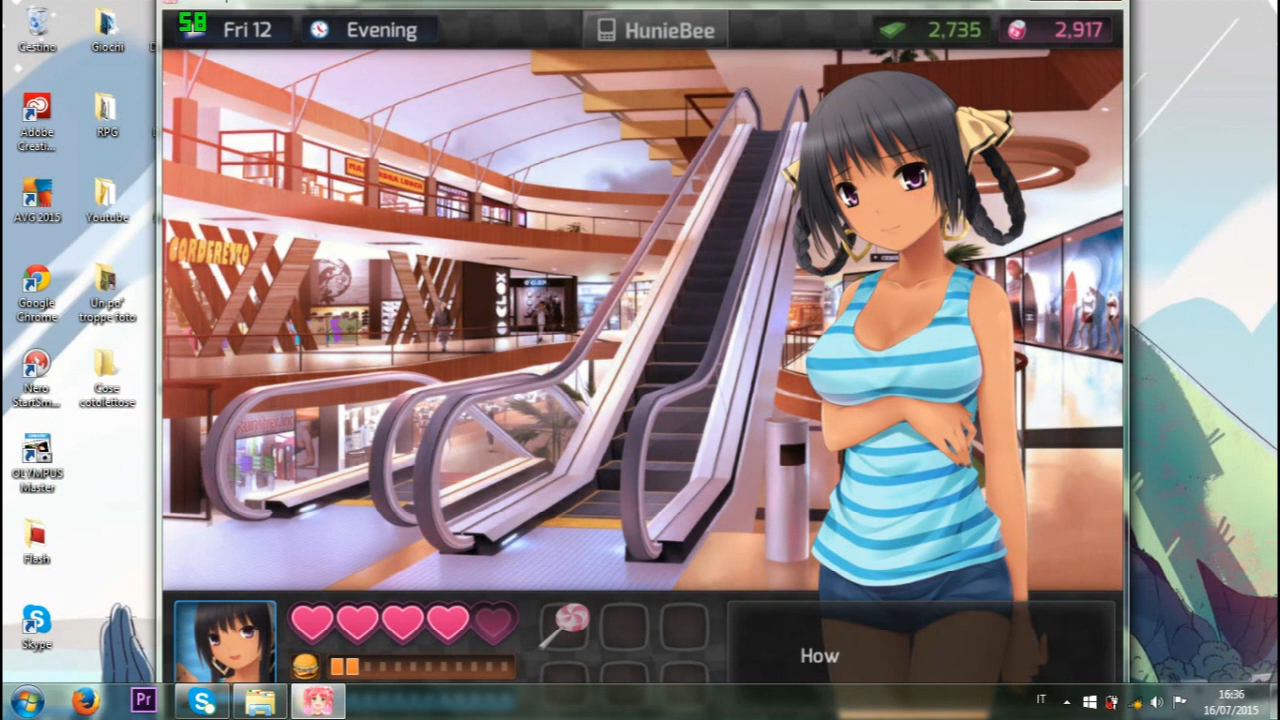 58
Fri 12
Evening
HunieBee
2,735
2,917
Cestino
Giochi
Adobe
Creati...
RPG
AVG 2015
Youtube
Google
Chrome
Un po'
troppe foto
Nero
StartSm...
Cose
cotolettose
OLYMPUS
Master
Flash
Skype
CORDERETTO
CLOX
How
Pr
IT
16:36
16/07/2015